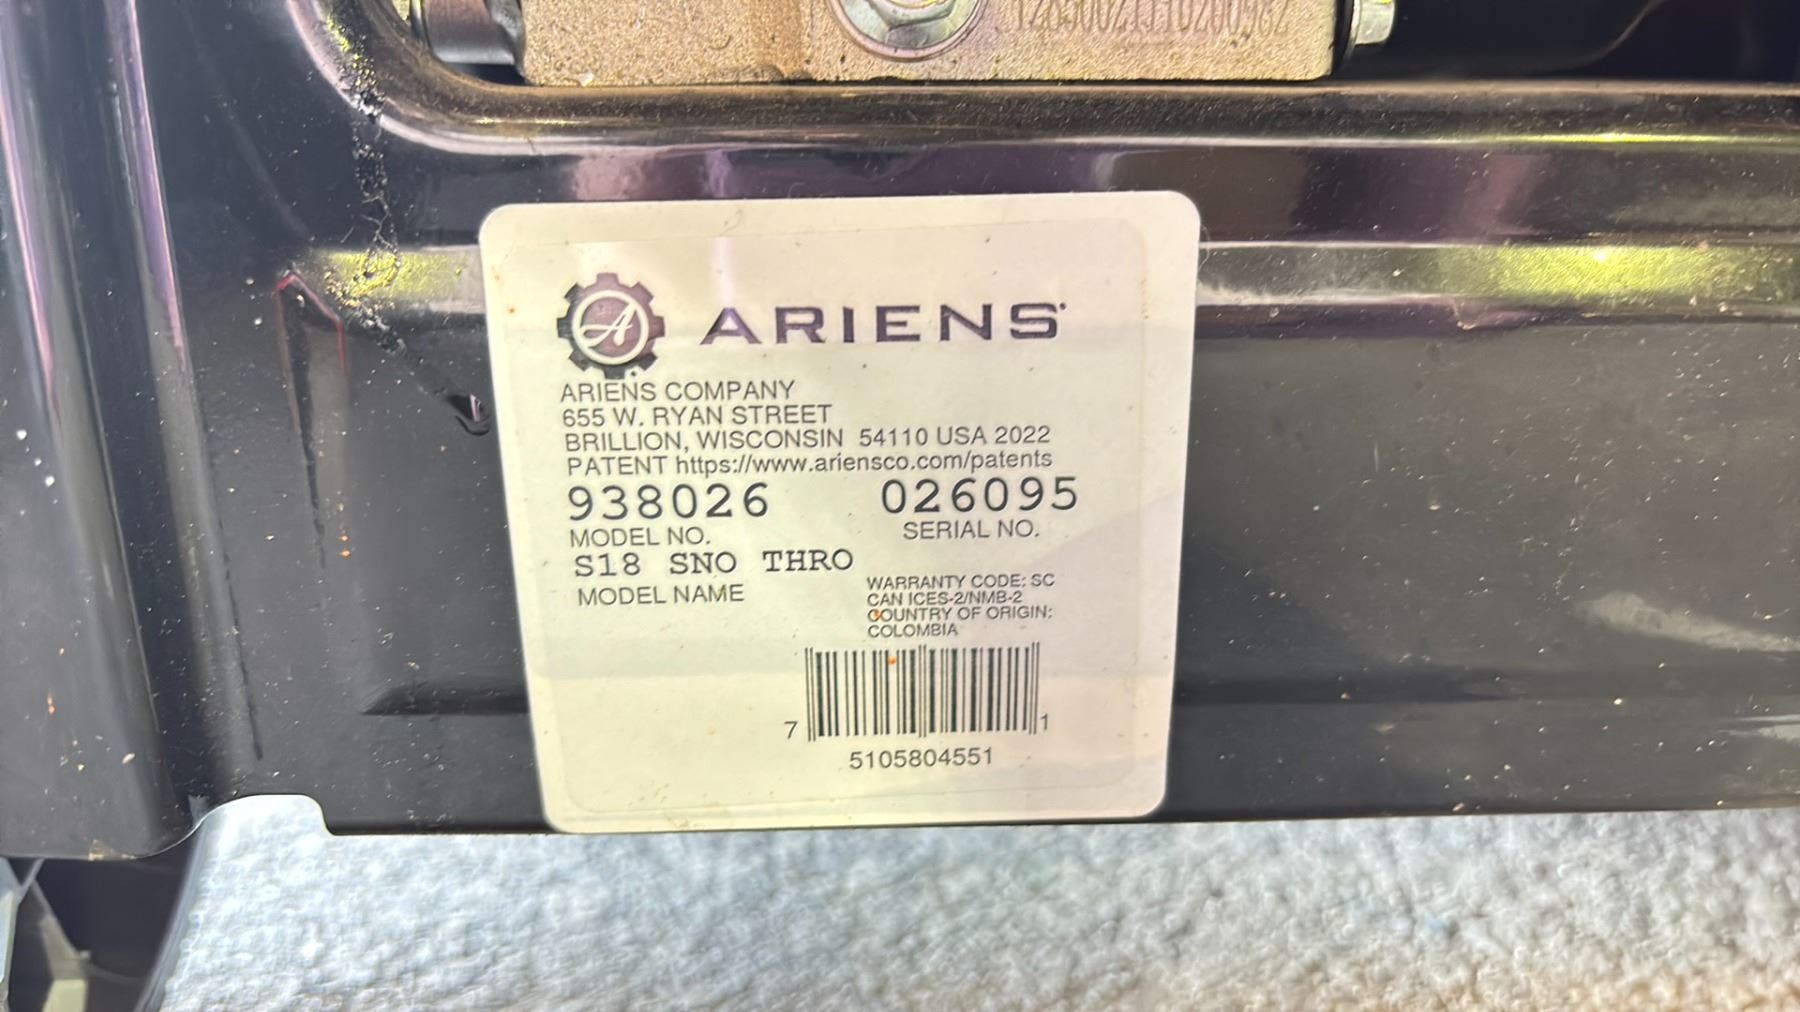 A ARIENS
ARIENS COMPANY
655 W. RYAN STREET
BRILLION, WISCONSIN 54110 USA 2022
PATENT https://www.ariensco.com/patents
938026 026095
MODEL NO. SERIAL NO.
S18 SNO THRO
MODEL NAME
WARRANTY CODE: SC
CAN ICES-2/NMB-2
COUNTRY OF ORIGIN:
COLOMBIA
7 1
5105804551